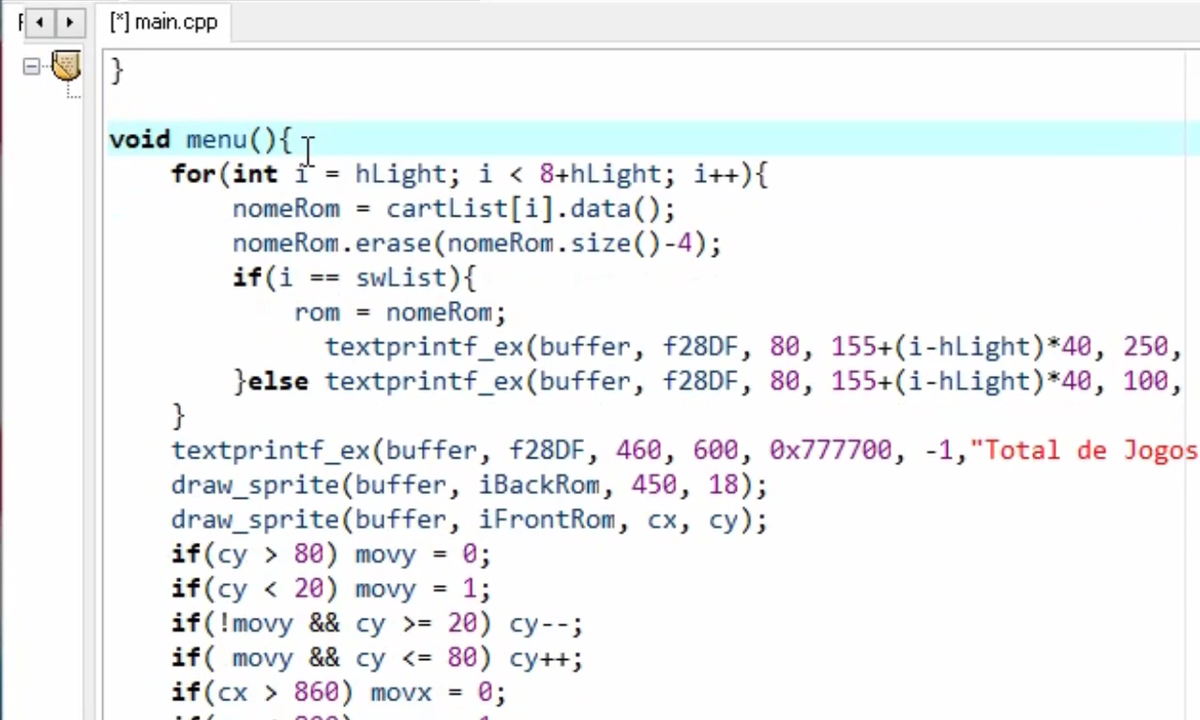 [*] main.cpp
}
void menu(){
for(int i = hLight; i < 8+hLight; i++){
nomeRom = cartList[i].data();
nomeRom.erase(nomeRom.size()-4);
if(i == swList){
rom = nomeRom;
textprintf_ex(buffer, f28DF, 80, 155+(i-hLight)*40, 250,
}else textprintf_ex(buffer, f28DF, 80, 155+(i-hLight)*40, 100,
}
textprintf_ex(buffer, f28DF, 460, 600, 0x777700, -1,"Total de Jogos
draw_sprite(buffer, iBackRom, 450, 18);
draw_sprite(buffer, iFrontRom, cx, cy);
if(cy > 80) movy = 0;
if(cy < 20) movy = 1;
if(!movy && cy >= 20) cy--;
if( movy && cy <= 80) cy++;
if(cx > 860) movx = 0;